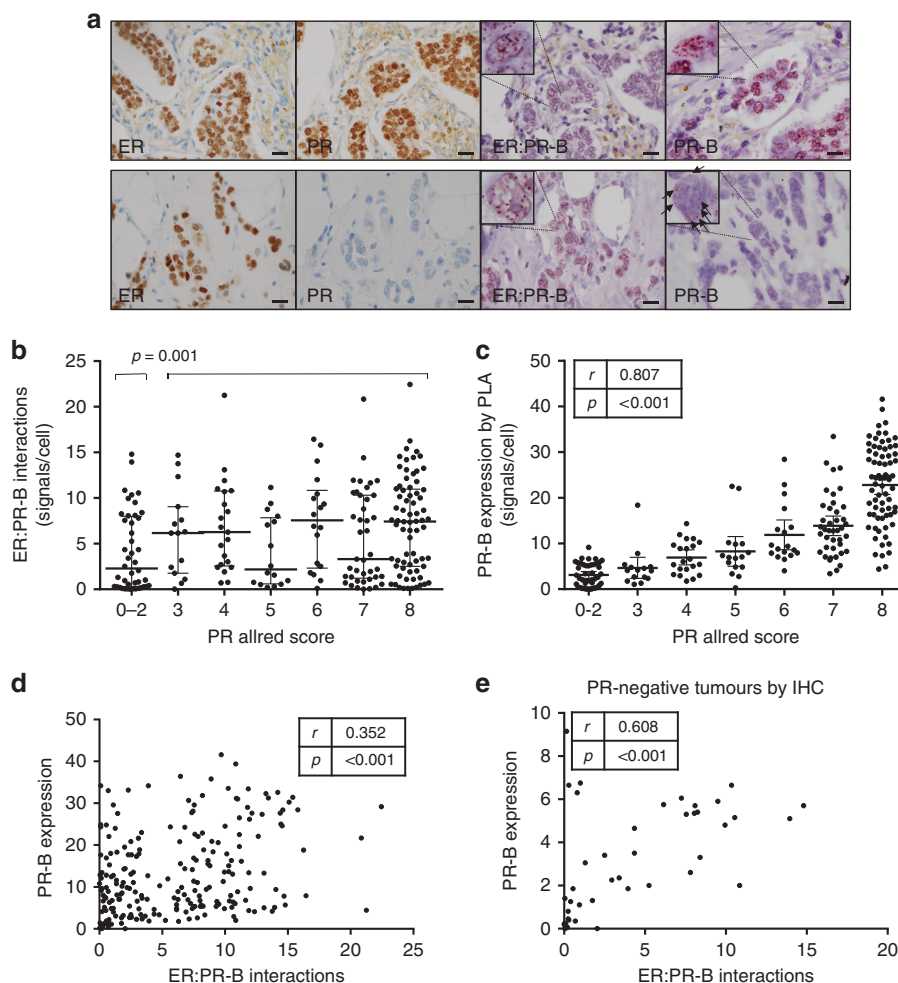 a
ER
PR
ER:PR-B
PR-B
ER
PR
ER:PR-B
PR-B
b
p = 0.001
ER:PR-B interactions
(signals/cell)
25
20
15
10
5
0
0–2
3
4
5
6
7
8
PR allred score
c
r 0.807
p <0.001
PR-B expression by PLA
(signals/cell)
50
40
30
20
10
0
0-2
3
4
5
6
7
8
PR allred score
d
r 0.352
p <0.001
PR-B expression
50
40
30
20
10
0
0
5
10
15
20
25
ER:PR-B interactions
e
PR-negative tumours by IHC
r 0.608
p <0.001
PR-B expression
10
8
6
4
2
0
0
5
10
15
20
ER:PR-B interactions